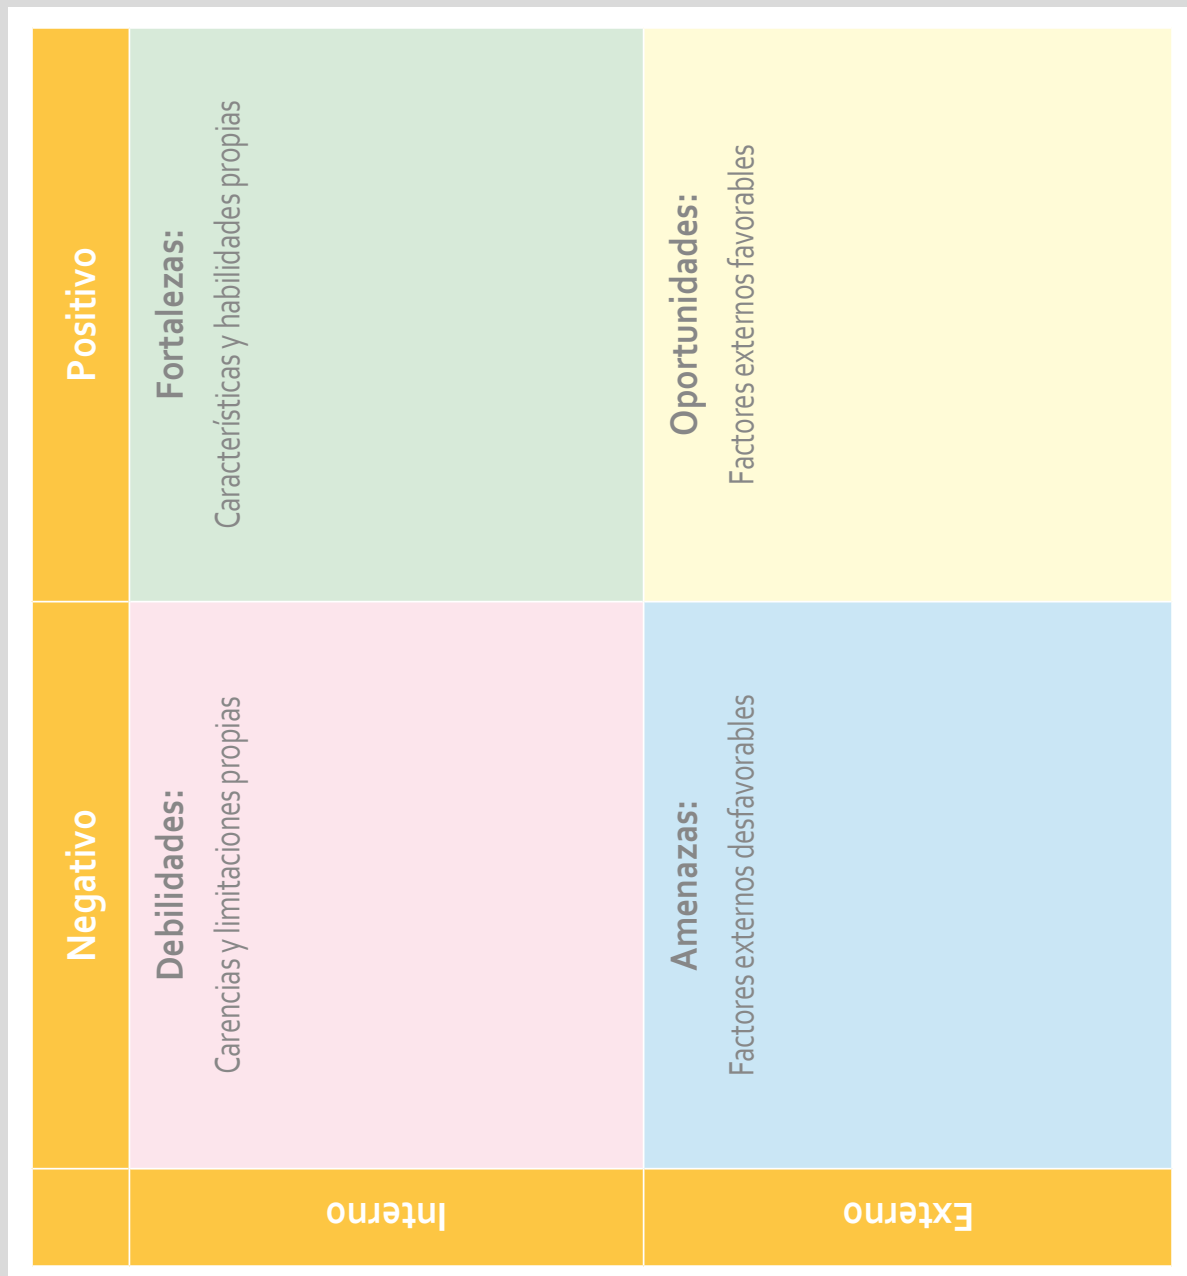 Negativo
Positivo
Interno
Debilidades:
Carencias y limitaciones propias
Fortalezas:
Características y habilidades propias
Externo
Amenazas:
Factores externos desfavorables
Oportunidades:
Factores externos favorables